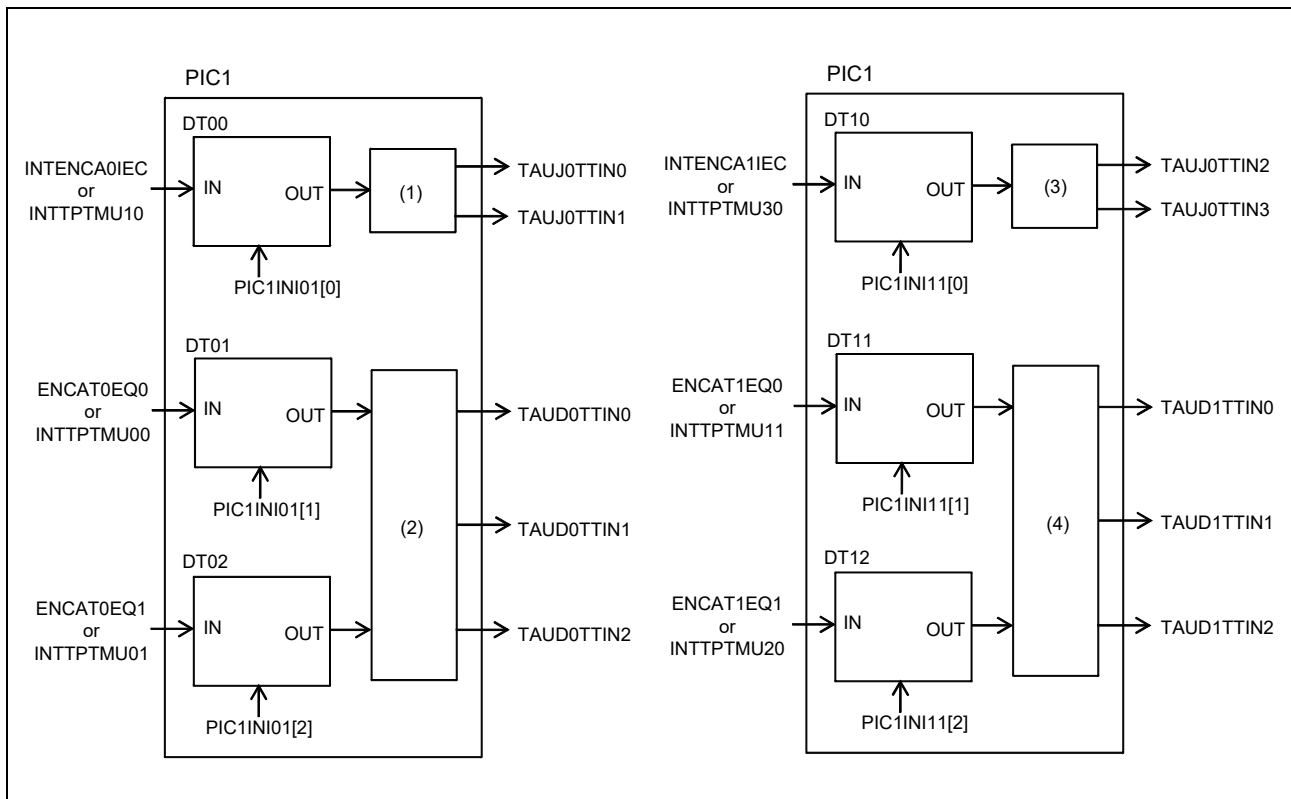 PIC1
DT00
INTENCA0IEC
or
INTTPTMU10
IN
OUT
(1)
TAUJ0TTIN0
TAUJ0TTIN1
PIC1INI01[0]
DT01
ENCAT0EQ0
or
INTTPTMU00
IN
OUT
PIC1INI01[1]
(2)
TAUD0TTIN0
TAUD0TTIN1
TAUD0TTIN2
DT02
ENCAT0EQ1
or
INTTPTMU01
IN
OUT
PIC1INI01[2]
PIC1
DT10
INTENCA1IEC
or
INTTPTMU30
IN
OUT
(3)
TAUJ0TTIN2
TAUJ0TTIN3
PIC1INI11[0]
DT11
ENCAT1EQ0
or
INTTPTMU11
IN
OUT
PIC1INI11[1]
(4)
TAUD1TTIN0
TAUD1TTIN1
TAUD1TTIN2
DT12
ENCAT1EQ1
or
INTTPTMU20
IN
OUT
PIC1INI11[2]